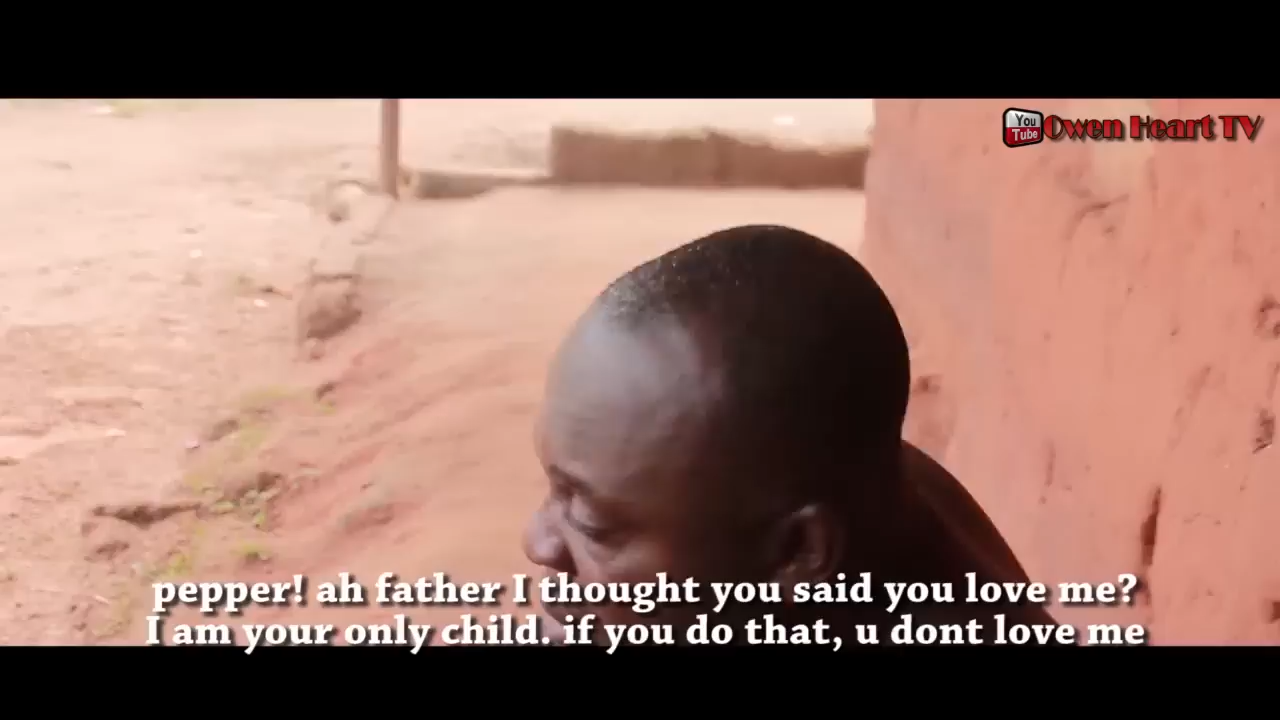 You
Tube
Owen Heart TV
pepper! ah father I thought you said you love me?
I am your only child. if you do that, u dont love me